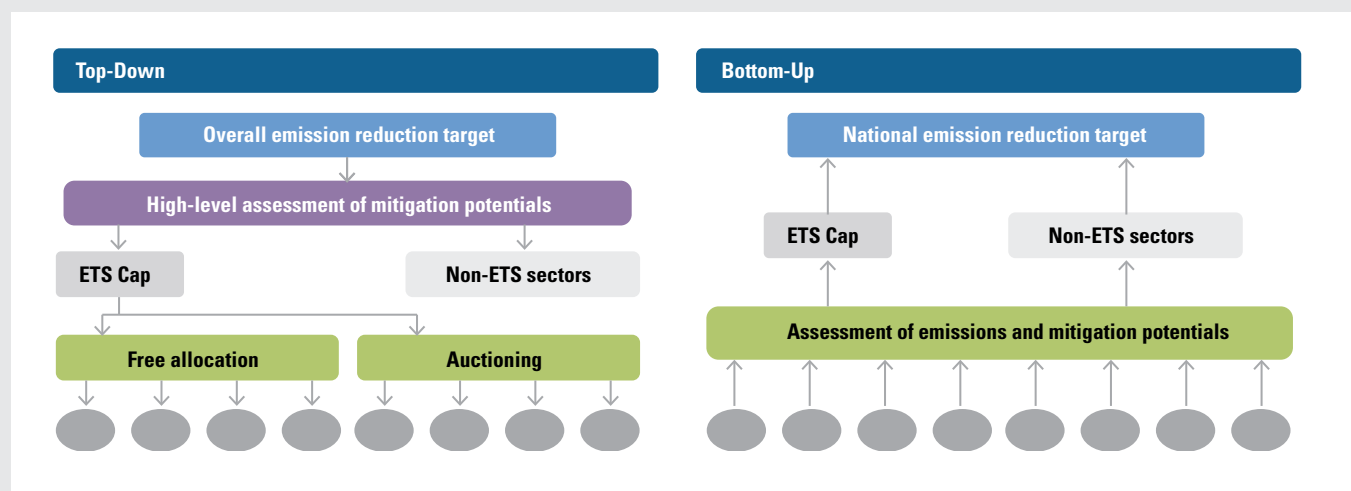 Top-Down
Overall emission reduction target
High-level assessment of mitigation potentials
ETS Cap
Non-ETS sectors
Free allocation
Auctioning
Bottom-Up
National emission reduction target
ETS Cap
Non-ETS sectors
Assessment of emissions and mitigation potentials